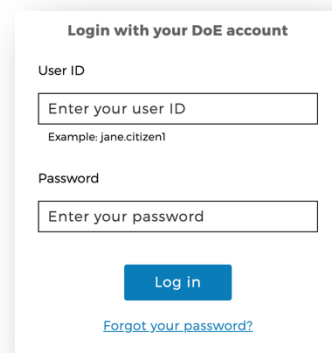 Login with your DoE account
User ID
Enter your user ID
Example: jane.citizen1
Password
Enter your password
Log in
Forgot your password?